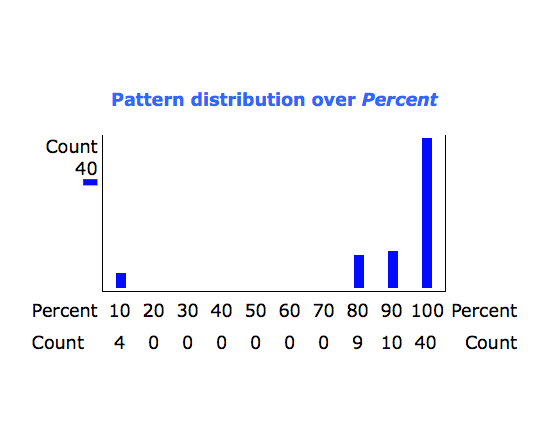 Pattern distribution over Percent
Count
40
Percent 10 20 30 40 50 60 70 80 90 100 Percent
Count 4 0 0 0 0 0 0 9 10 40 Count